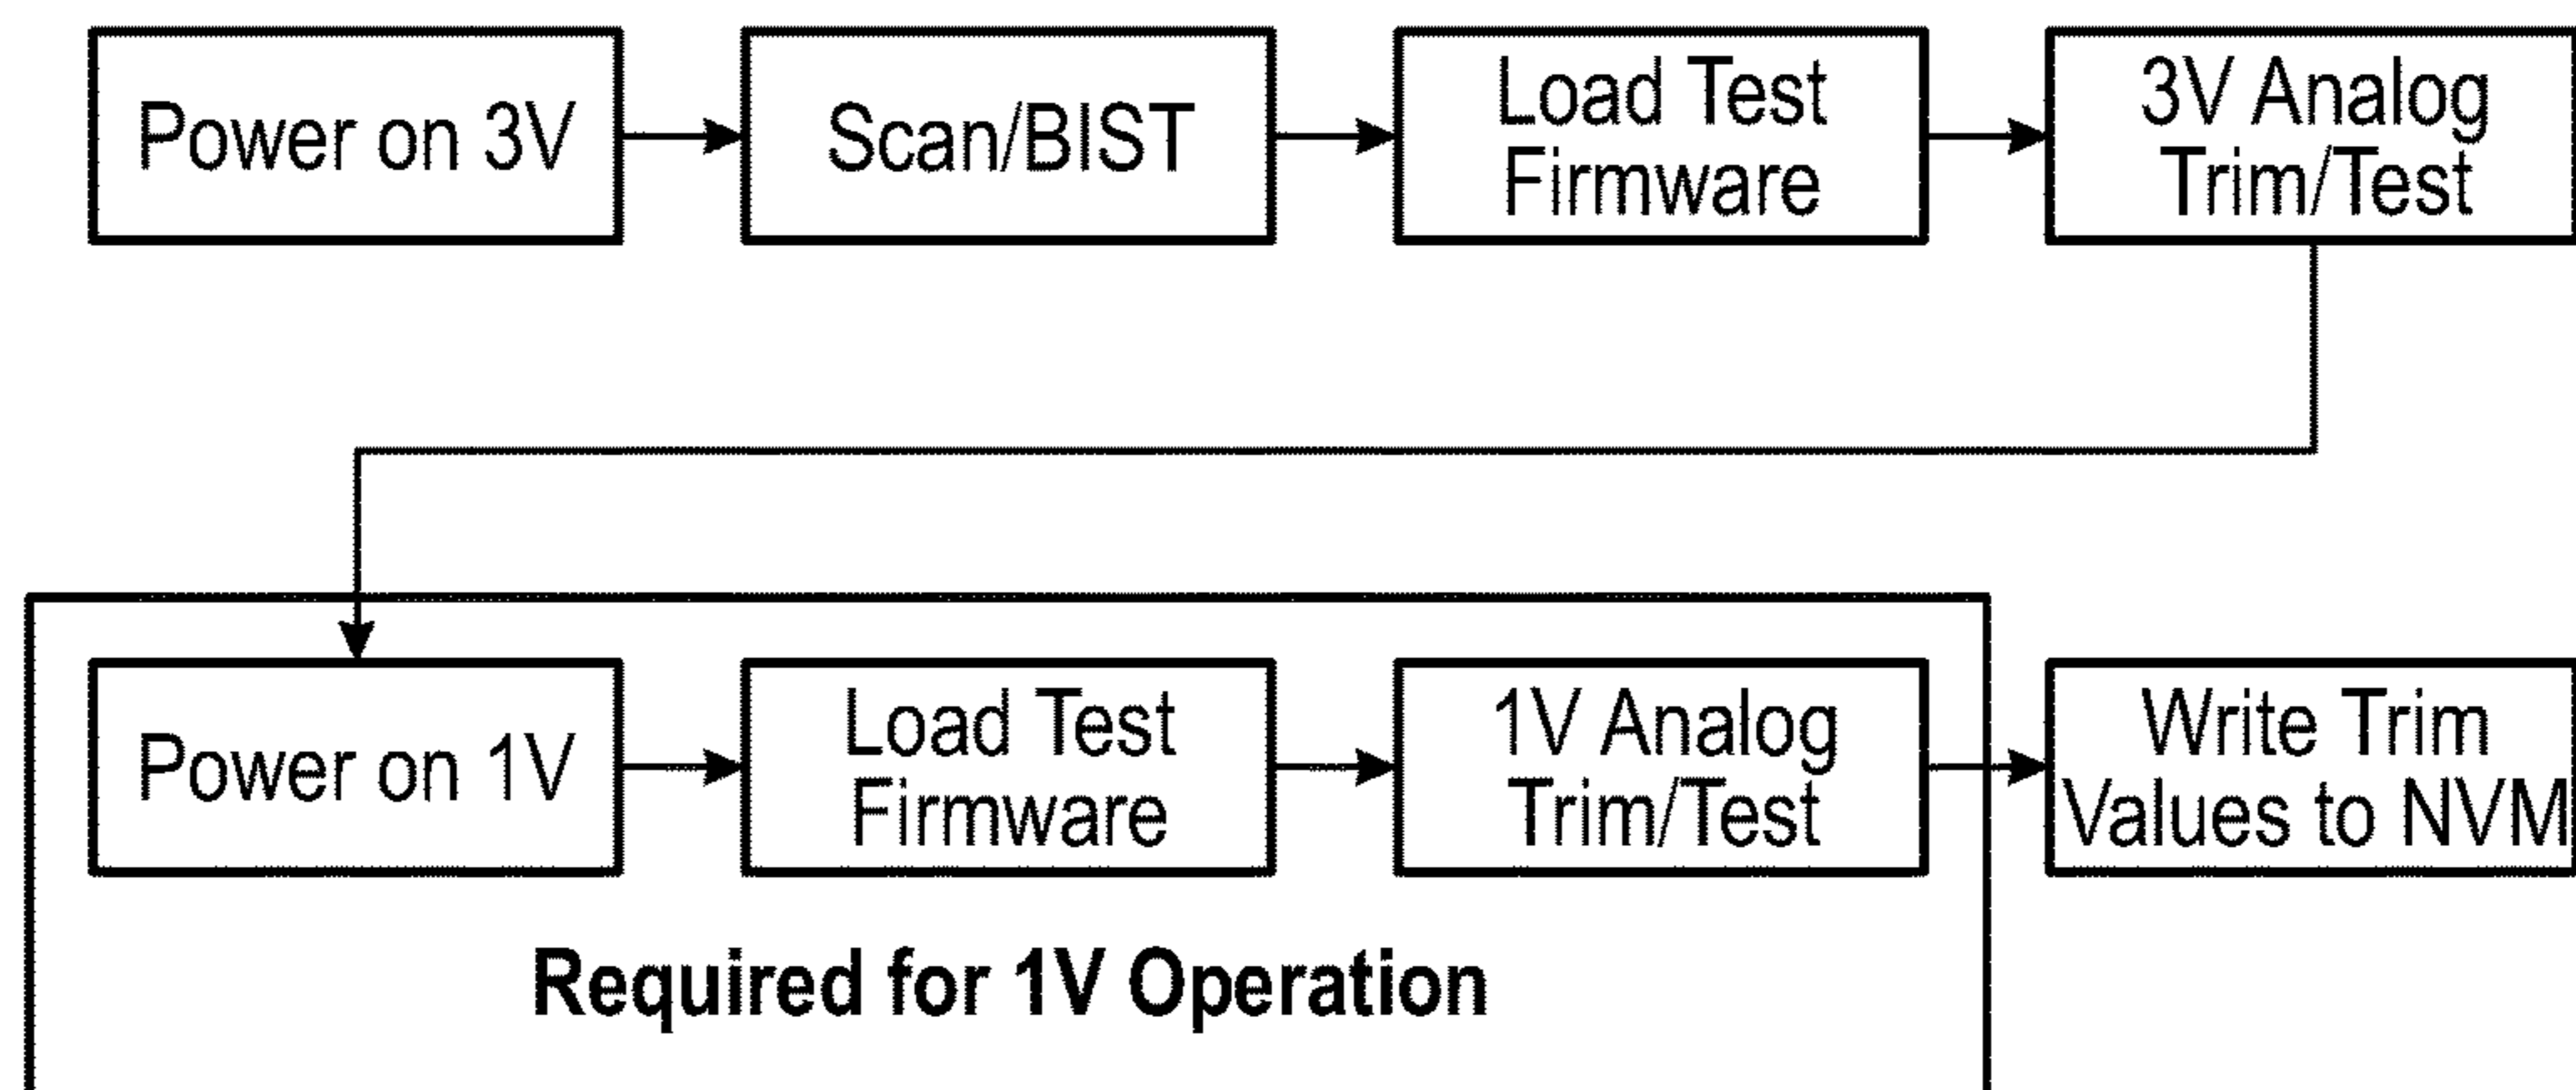 Power on 3V
Scan/BIST
Load Test
Firmware
3V Analog
Trim/Test
Power on 1V
Load Test
Firmware
1V Analog
Trim/Test
Write Trim
Values to NVM
Required for 1V Operation